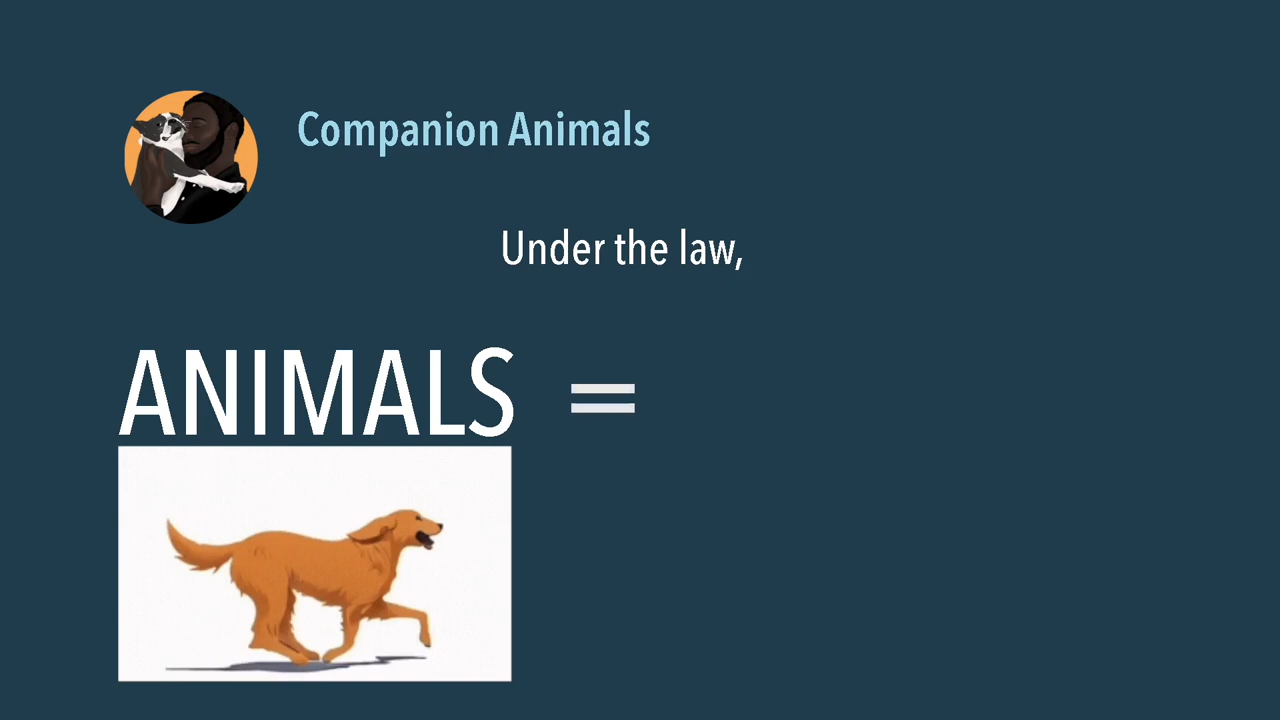 Companion Animals
Under the law,
ANIMALS =